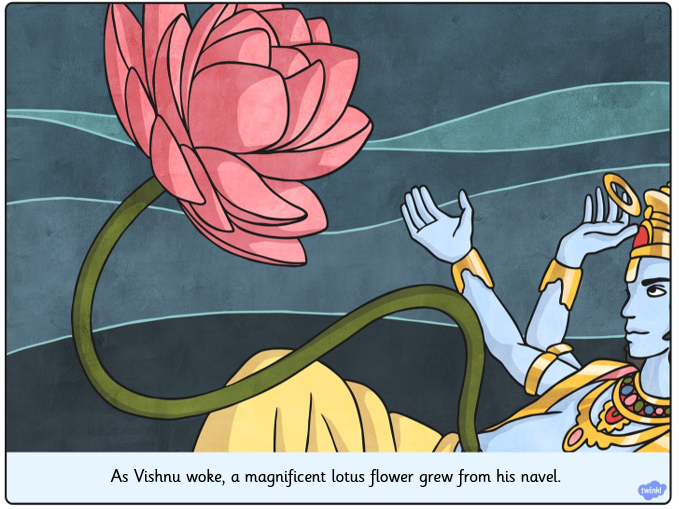 As Vishnu woke, a magnificent lotus flower grew from his navel.
twinkl